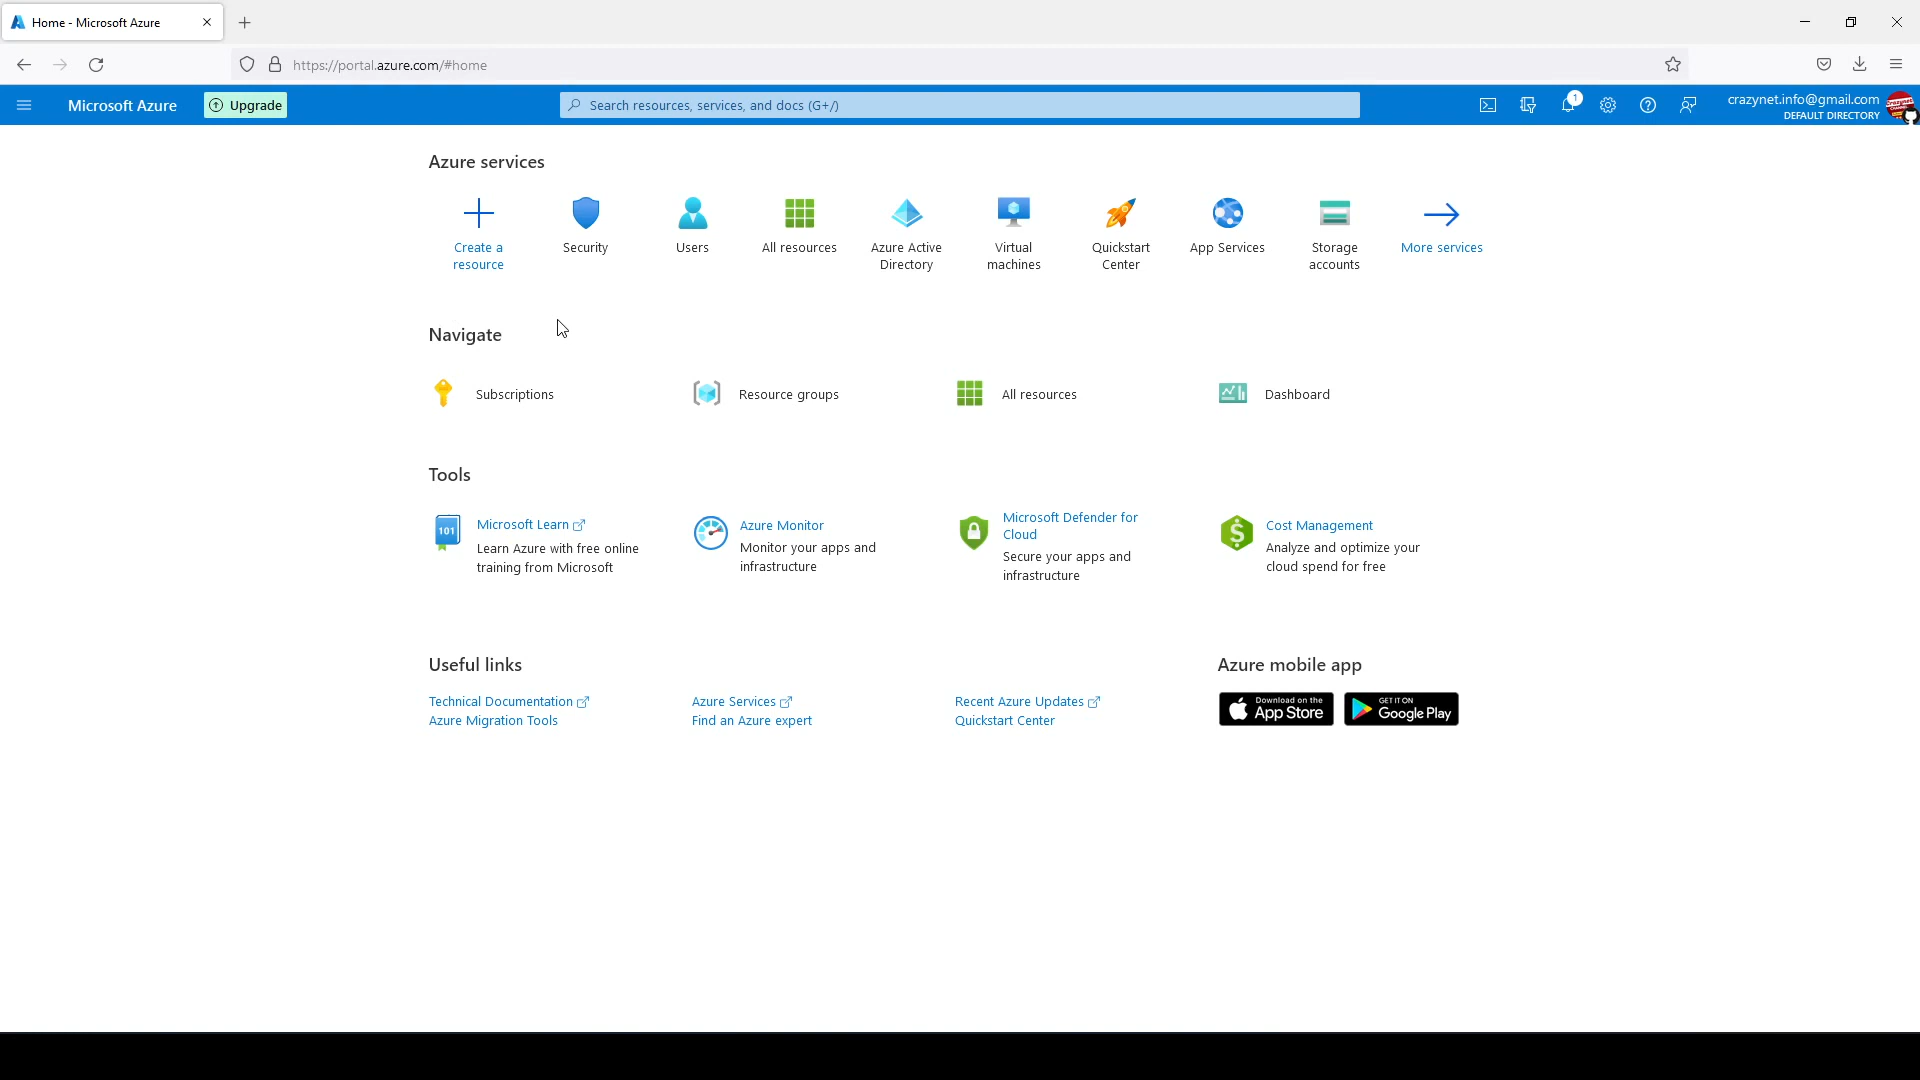 Home - Microsoft Azure
https://portal.azure.com/#home
Microsoft Azure
Upgrade
Search resources, services, and docs (G+/)
1
crazynet.info@gmail.com
DEFAULT DIRECTORY
Azure services
Create a
resource
Security
Users
All resources
Azure Active
Directory
Virtual
machines
Quickstart
Center
App Services
Storage
accounts
More services
Navigate
Subscriptions
Resource groups
All resources
Dashboard
Tools
101
Microsoft Learn
Learn Azure with free online
training from Microsoft
Azure Monitor
Monitor your apps and
infrastructure
Microsoft Defender for
Cloud
Secure your apps and
infrastructure
$
Cost Management
Analyze and optimize your
cloud spend for free
Useful links
Technical Documentation
Azure Migration Tools
Azure Services
Find an Azure expert
Recent Azure Updates
Quickstart Center
Azure mobile app
Download on the
App Store
GET IT ON
Google Play